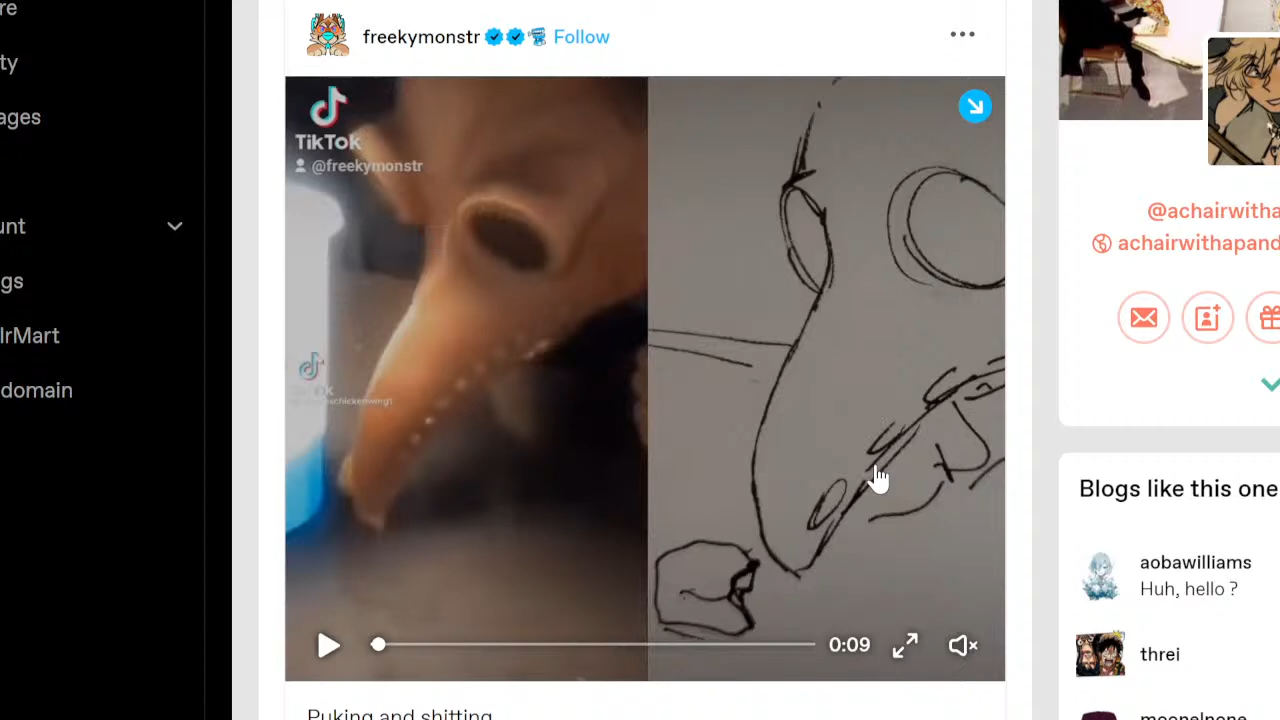 re
ty
ages
unt
gs
lrMart
domain
freekymonstr Follow
TikTok
@freekymonstr
0:09
Puking and shitting
@achairwitha
achairwithapand
Blogs like this one
aobawilliams
Huh, hello ?
threi
moonelnone